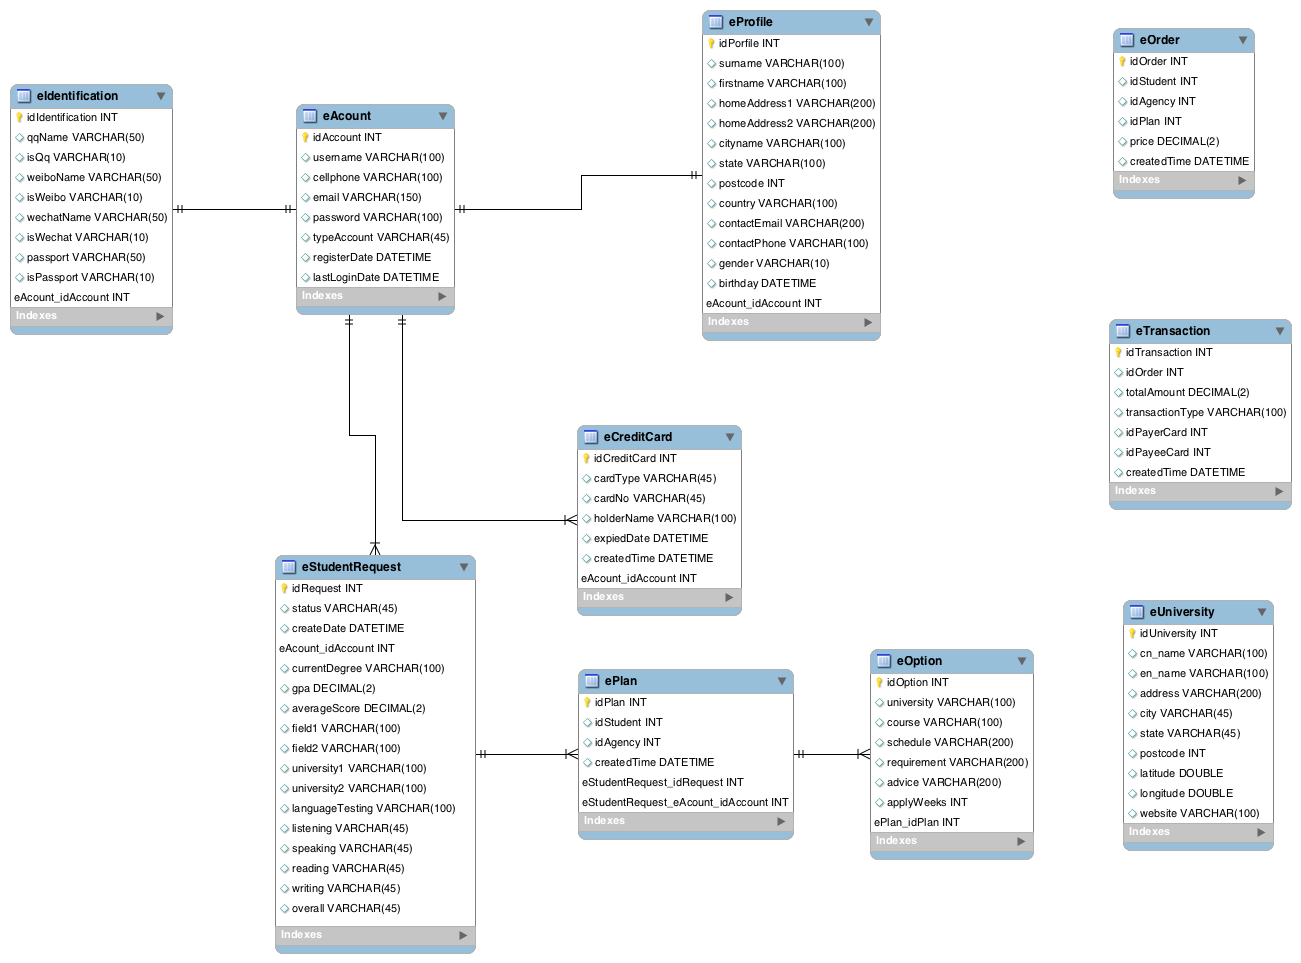 eIdentification
idIdentification INT
qqName VARCHAR(50)
isQq VARCHAR(10)
weiboName VARCHAR(50)
isWeibo VARCHAR(10)
wechatName VARCHAR(50)
isWechat VARCHAR(10)
passport VARCHAR(50)
isPassport VARCHAR(10)
eAcount_idAccount INT
Indexes
eAcount
idAccount INT
username VARCHAR(100)
cellphone VARCHAR(100)
email VARCHAR(150)
password VARCHAR(100)
typeAccount VARCHAR(45)
registerDate DATETIME
lastLoginDate DATETIME
Indexes
eProfile
idPorfile INT
surname VARCHAR(100)
firstname VARCHAR(100)
homeAddress1 VARCHAR(200)
homeAddress2 VARCHAR(200)
cityname VARCHAR(100)
state VARCHAR(100)
postcode INT
country VARCHAR(100)
contactEmail VARCHAR(200)
contactPhone VARCHAR(100)
gender VARCHAR(10)
birthday DATETIME
eAcount_idAccount INT
Indexes
eOrder
idOrder INT
idStudent INT
idAgency INT
idPlan INT
price DECIMAL(2)
createdTime DATETIME
Indexes
eTransaction
idTransaction INT
idOrder INT
totalAmount DECIMAL(2)
transactionType VARCHAR(100)
idPayerCard INT
idPayeeCard INT
createdTime DATETIME
Indexes
eCreditCard
idCreditCard INT
cardType VARCHAR(45)
cardNo VARCHAR(45)
holderName VARCHAR(100)
expiedDate DATETIME
createdTime DATETIME
eAcount_idAccount INT
Indexes
eStudentRequest
idRequest INT
status VARCHAR(45)
createDate DATETIME
eAcount_idAccount INT
currentDegree VARCHAR(100)
gpa DECIMAL(2)
averageScore DECIMAL(2)
field1 VARCHAR(100)
field2 VARCHAR(100)
university1 VARCHAR(100)
university2 VARCHAR(100)
languageTesting VARCHAR(100)
listening VARCHAR(45)
speaking VARCHAR(45)
reading VARCHAR(45)
writing VARCHAR(45)
overall VARCHAR(45)
Indexes
ePlan
idPlan INT
idStudent INT
idAgency INT
createdTime DATETIME
eStudentRequest_idRequest INT
eStudentRequest_eAcount_idAccount INT
Indexes
eOption
idOption INT
university VARCHAR(100)
course VARCHAR(100)
schedule VARCHAR(200)
requirement VARCHAR(200)
advice VARCHAR(200)
applyWeeks INT
ePlan_idPlan INT
Indexes
eUniversity
idUniversity INT
cn_name VARCHAR(100)
en_name VARCHAR(100)
address VARCHAR(200)
city VARCHAR(45)
state VARCHAR(45)
postcode INT
latitude DOUBLE
longitude DOUBLE
website VARCHAR(100)
Indexes